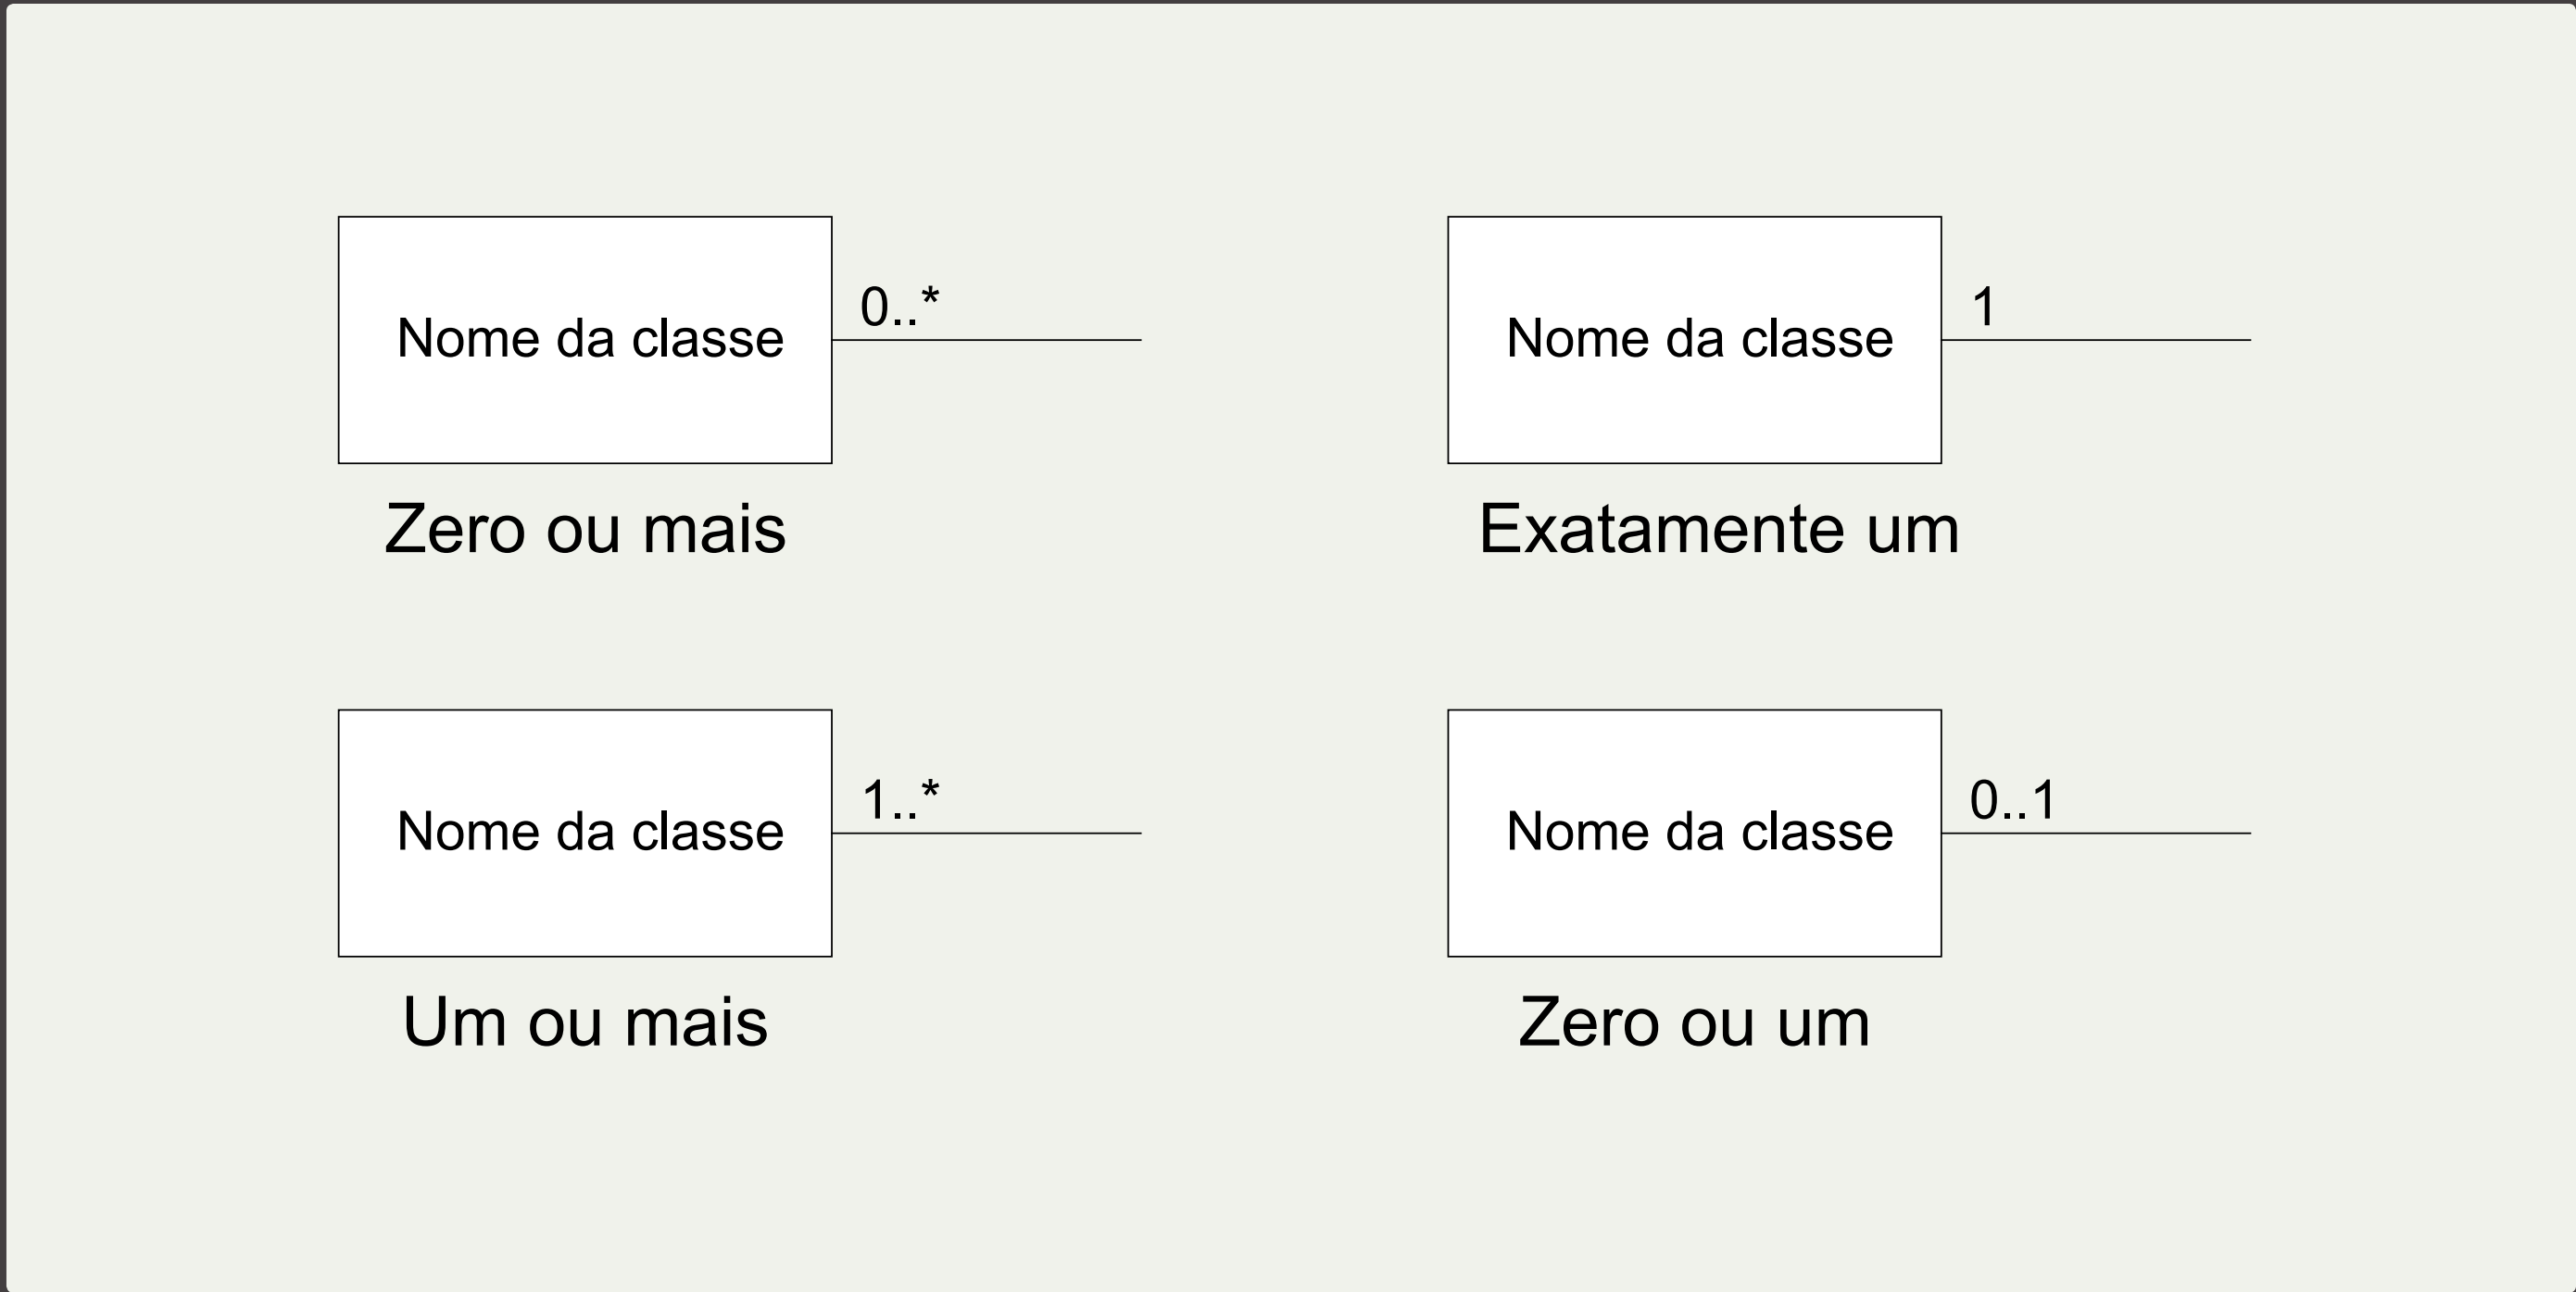 0..*
Nome da classe
Zero ou mais
1
Nome da classe
Exatamente um
1..*
Nome da classe
Um ou mais
0..1
Nome da classe
Zero ou um